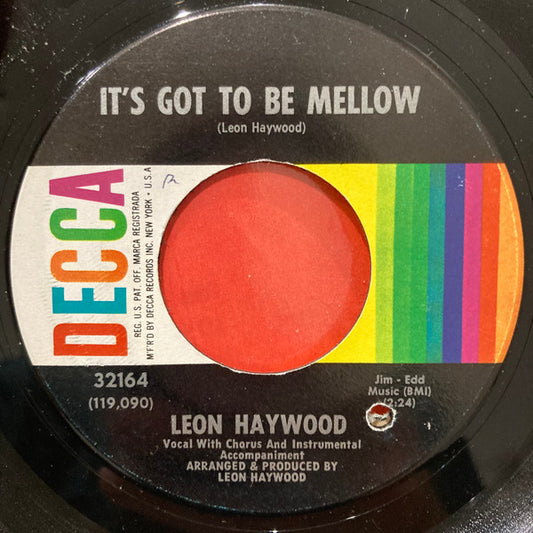 IT'S GOT TO BE MELLOW
(Leon Haywood)
DECCA
REG. U.S. PAT. OFF. MARCA REGISTRADA
M'F'R'D BY DECCA RECORDS INC. NEW YORK • U.S.A
32164
(119,090)
Jim - Edd
Music (BMI)
(2:24)
LEON HAYWOOD
Vocal With Chorus And Instrumental
Accompaniment
ARRANGED & PRODUCED BY
LEON HAYWOOD